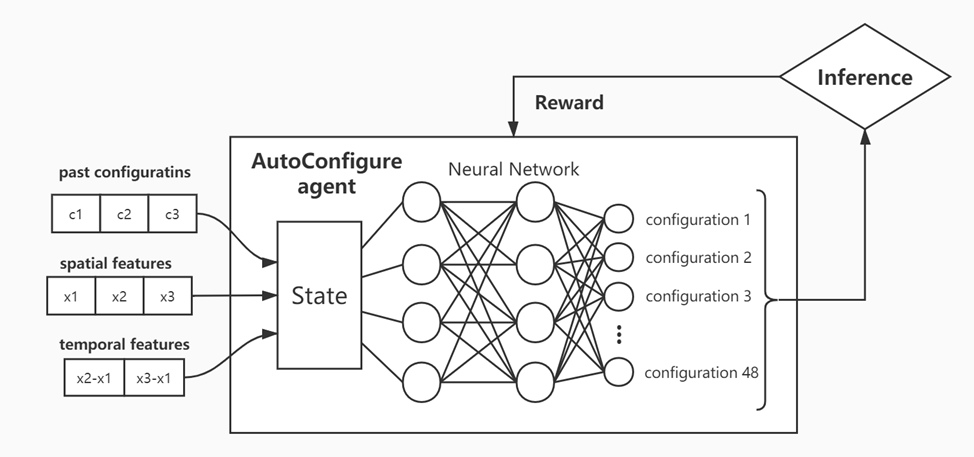 Inference
Reward
AutoConfigure
agent
Neural Network
past configuratins
c1 c2 c3
spatial features
x1 x2 x3
temporal features
x2-x1 x3-x1
State
configuration 1
configuration 2
configuration 3
configuration 48